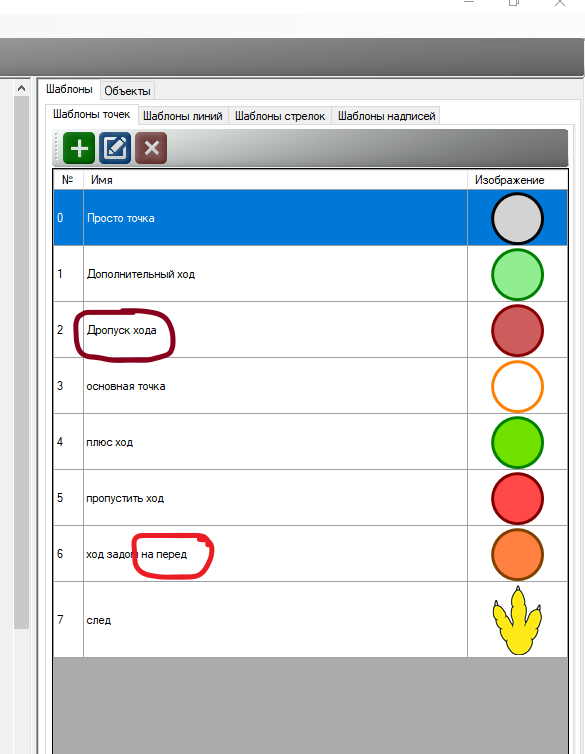 Шаблоны Объекты
Шаблоны точек Шаблоны линий Шаблоны стрелок Шаблоны надписей
№ Имя Изображение
0 Просто точка
1 Дополнительный ход
2 Дропуск хода
3 основная точка
4 плюс ход
5 пропустить ход
6 ход задом на перед
7 след